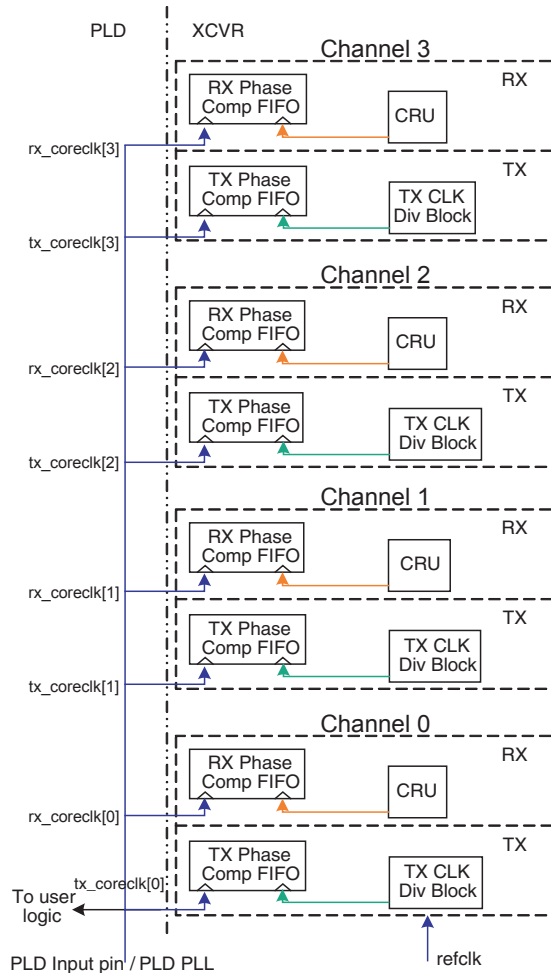 PLD
XCVR
Channel 3
RX
RX Phase
Comp FIFO
CRU
rx_coreclk[3]
TX
TX Phase
Comp FIFO
TX CLK
Div Block
tx_coreclk[3]
Channel 2
RX
RX Phase
Comp FIFO
CRU
rx_coreclk[2]
TX
TX Phase
Comp FIFO
TX CLK
Div Block
tx_coreclk[2]
Channel 1
RX
RX Phase
Comp FIFO
CRU
rx_coreclk[1]
TX
TX Phase
Comp FIFO
TX CLK
Div Block
tx_coreclk[1]
Channel 0
RX
RX Phase
Comp FIFO
CRU
rx_coreclk[0]
TX
TX Phase
Comp FIFO
TX CLK
Div Block
tx_coreclk[0]
To user
logic
PLD Input pin / PLD PLL
refclk